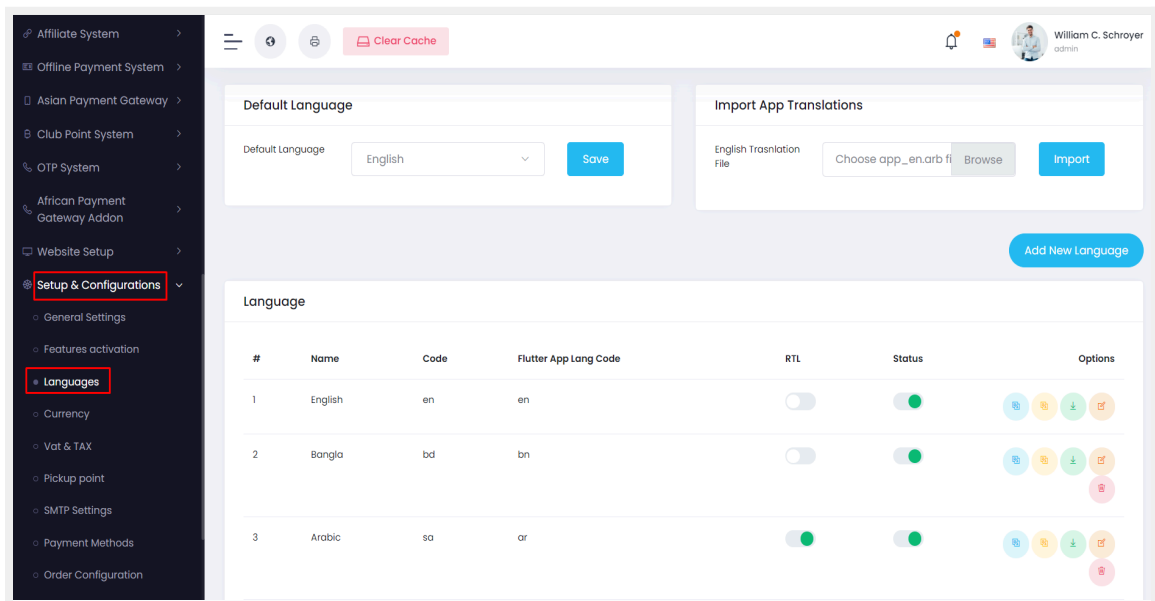 Affiliate System
Offline Payment System
Asian Payment Gateway
Club Point System
OTP System
African Payment
Gateway Addon
Website Setup
Setup & Configurations
General Settings
Features activation
Languages
Currency
Vat & TAX
Pickup point
SMTP Settings
Payment Methods
Order Configuration
Clear Cache
William C. Schroyer
admin
Default Language
Default Language
English
Save
Import App Translations
English Trasnlation
File
Choose app_en.arb fi
Browse
Import
Add New Language
Language
# Name Code Flutter App Lang Code RTL Status Options
1 English en en
2 Bangla bd bn
3 Arabic sa ar